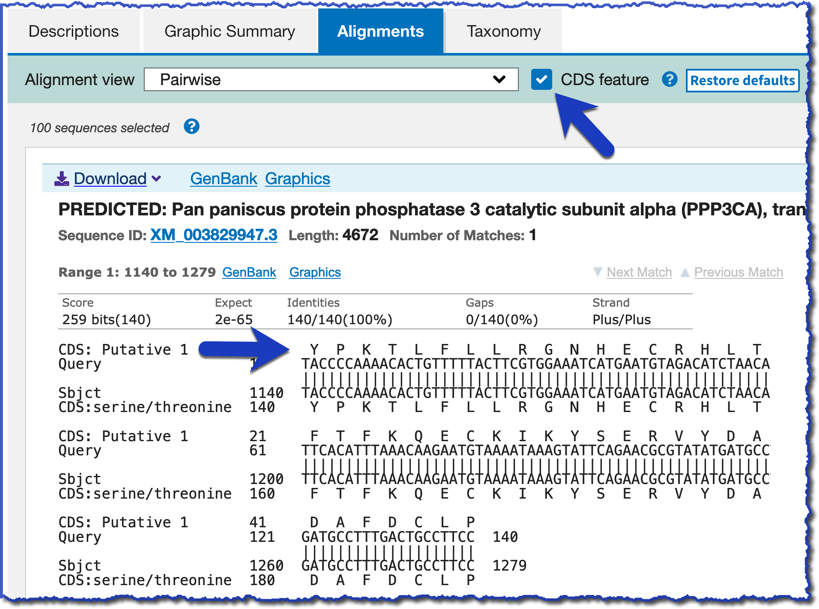 Descriptions Graphic Summary Alignments Taxonomy
Alignment view Pairwise CDS feature ? Restore defaults
100 sequences selected ?
Download GenBank Graphics
PREDICTED: Pan paniscus protein phosphatase 3 catalytic subunit alpha (PPP3CA), tran
Sequence ID: XM_003829947.3 Length: 4672 Number of Matches: 1
Range 1: 1140 to 1279 GenBank Graphics Next Match Previous Match
Score Expect Identities Gaps Strand
259 bits(140) 2e-65 140/140(100%) 0/140(0%) Plus/Plus
CDS: Putative 1 Y P K T L F L L R G N H E C R H L T
Query 1 TACCCCAAAACACTGTTTTTACTTCGTGGAAATCATGAATGTAGACATCTAACA
Sbjct 1140 TACCCCAAAACACTGTTTTTACTTCGTGGAAATCATGAATGTAGACATCTAACA
CDS:serine/threonine 140 Y P K T L F L L R G N H E C R H L T
CDS: Putative 1 21 F T F K Q E C K I K Y S E R V Y D A
Query 61 TTCACATTTAAACAAGAATGTAAAATAAAGTATTCAGAACGCGTATATGATGCC
Sbjct 1200 TTCACATTTAAACAAGAATGTAAAATAAAGTATTCAGAACGCGTATATGATGCC
CDS:serine/threonine 160 F T F K Q E C K I K Y S E R V Y D A
CDS: Putative 1 41 D A F D C L P
Query 121 GATGCCTTTGACTGCCTTCC 140
Sbjct 1260 GATGCCTTTGACTGCCTTCC 1279
CDS:serine/threonine 180 D A F D C L P